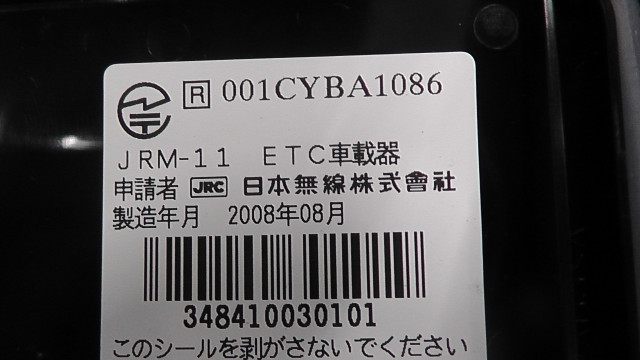 R 001CYBA1086
JRM-11 ETC車載器
申請者 JRC 日本無線株式會社
製造年月 2008年08月
348410030101
このシールを剥がさないでください